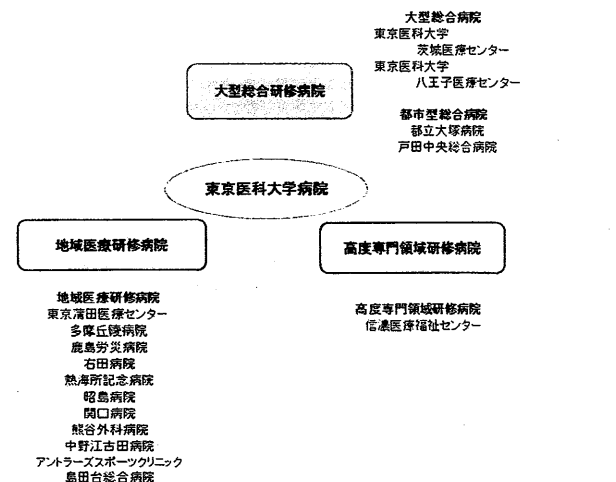 大型総合病院
東京医科大学
茨城医療センター
東京医科大学
八王子医療センター
大型総合研修病院
都市型総合病院
都立大塚病院
戸田中央総合病院
東京医科大学病院
地域医療研修病院
高度専門領域研修病院
地域医療研修病院
東京蒲田医療センター
多摩丘陵病院
鹿島労災病院
右田病院
熱海所記念病院
昭島病院
関口病院
熊谷外科病院
中野江古田病院
アントラーズスポーツクリニック
島田台総合病院
高度専門領域研修病院
信濃医療福祉センター